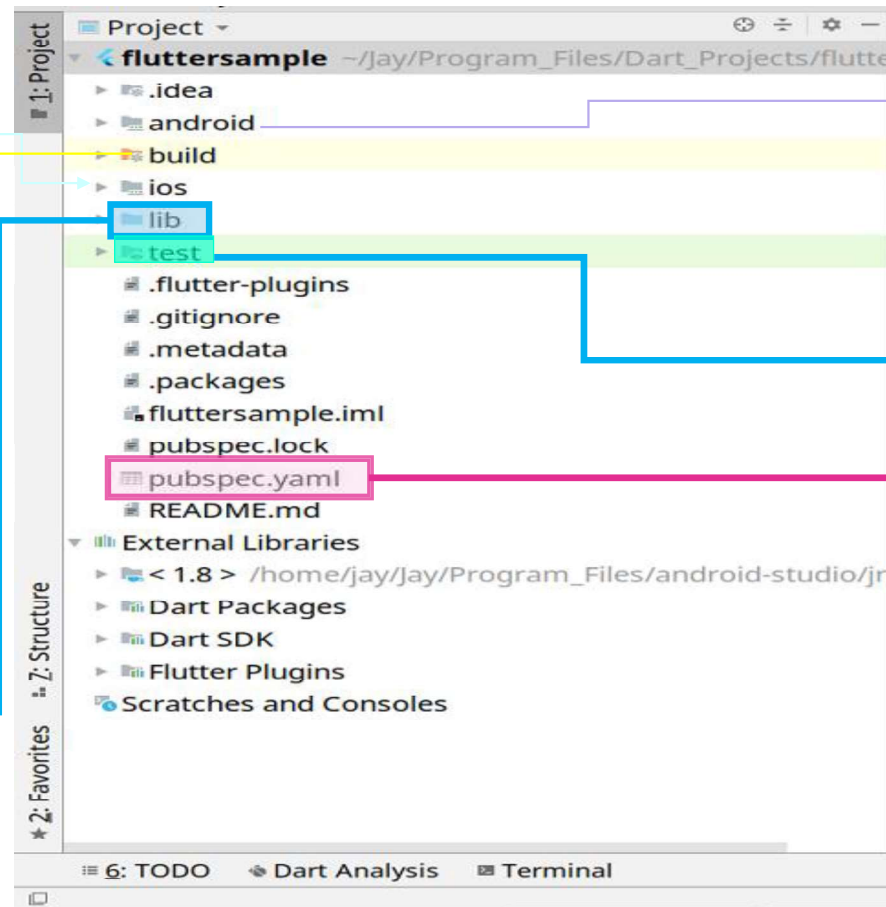 Project
fluttersample ~/Jay/Program_Files/Dart_Projects/flutte
.idea
android
build
ios
lib
test
.flutter-plugins
.gitignore
.metadata
.packages
fluttersample.iml
pubspec.lock
pubspec.yaml
README.md
External Libraries
< 1.8 > /home/jay/Jay/Program_Files/android-studio/jr
Dart Packages
Dart SDK
Flutter Plugins
Scratches and Consoles
1: Project
7: Structure
2: Favorites
6: TODO Dart Analysis Terminal